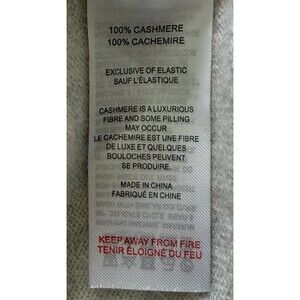 100% CASHMERE
100% CACHEMIRE
EXCLUSIVE OF ELASTIC
SAUF L'ÉLASTIQUE
CASHMERE IS A LUXURIOUS
FIBRE AND SOME PILLING
MAY OCCUR
LE CACHEMIRE EST UNE FIBRE
DE LUXE ET QUELQUES
BOULOCHES PEUVENT
SE PRODUIRE.
MADE IN CHINA
FABRIQUÉ EN CHINE
KEEP AWAY FROM FIRE
TENIR ÉLOIGNÉ DU FEU